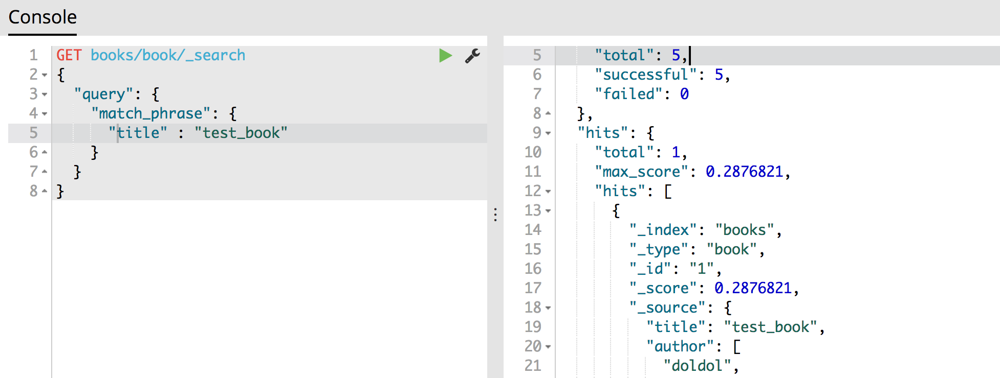 Console
1 GET books/book/_search
2 {
3 "query": {
4 "match_phrase": {
5 "title" : "test_book"
6 }
7 }
8 }
5 "total": 5,
6 "successful": 5,
7 "failed": 0
8 },
9 "hits": {
10 "total": 1,
11 "max_score": 0.2876821,
12 "hits": [
13 {
14 "_index": "books",
15 "_type": "book",
16 "_id": "1",
17 "_score": 0.2876821,
18 "_source": {
19 "title": "test_book",
20 "author": [
21 "doldol",